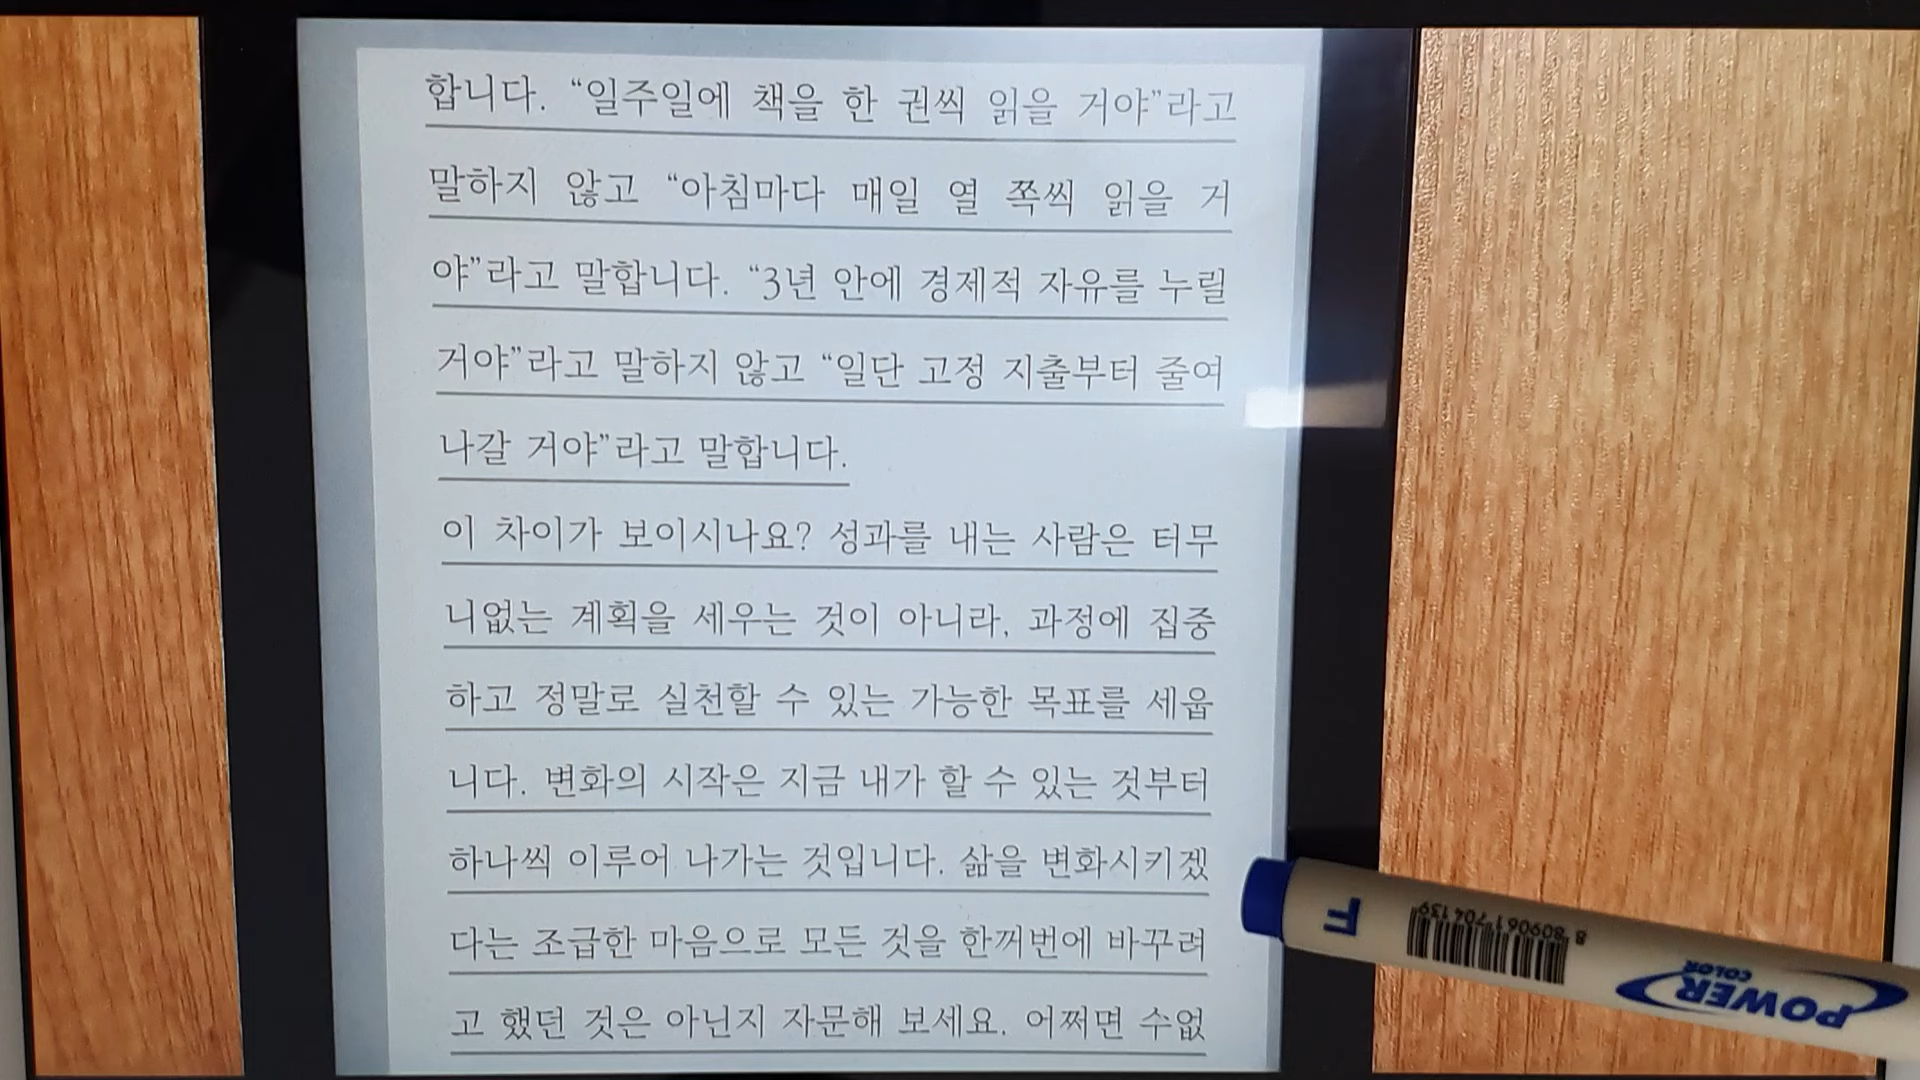 합니다. “일주일에 책을 한 권씩 읽을 거야”라고
말하지 않고 “아침마다 매일 열 쪽씩 읽을 거
야”라고 말합니다. “3년 안에 경제적 자유를 누릴
거야”라고 말하지 않고 “일단 고정 지출부터 줄여
나갈 거야”라고 말합니다.
이 차이가 보이시나요? 성과를 내는 사람은 터무
니없는 계획을 세우는 것이 아니라, 과정에 집중
하고 정말로 실천할 수 있는 가능한 목표를 세웁
니다. 변화의 시작은 지금 내가 할 수 있는 것부터
하나씩 이루어 나가는 것입니다. 삶을 변화시키겠
다는 조급한 마음으로 모든 것을 한꺼번에 바꾸려
고 했던 것은 아닌지 자문해 보세요. 어쩌면 수없
F
8 809061 704139
POWER
COLOR